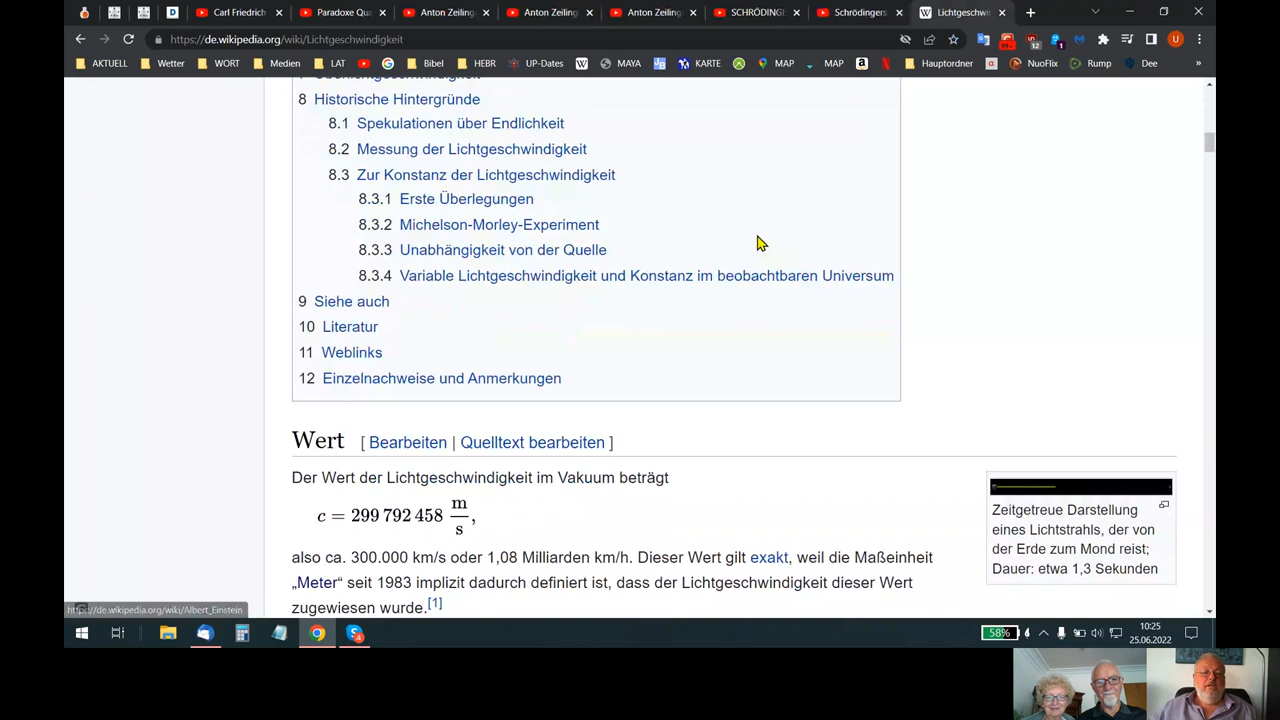 Carl Friedrich
Paradoxe Qua
Anton Zeiling
Anton Zeiling
Anton Zeiling
SCHRÖDINGE
Schrödingers
Lichtgeschwi
https://de.wikipedia.org/wiki/Lichtgeschwindigkeit
AKTUELL
Wetter
WORT
Medien
LAT
Bibel
HEBR
UP-Dates
MAYA
KARTE
MAP
MAP
Hauptordner
NuoFlix
Rump
Dee
»
8 Historische Hintergründe
8.1 Spekulationen über Endlichkeit
8.2 Messung der Lichtgeschwindigkeit
8.3 Zur Konstanz der Lichtgeschwindigkeit
8.3.1 Erste Überlegungen
8.3.2 Michelson-Morley-Experiment
8.3.3 Unabhängigkeit von der Quelle
8.3.4 Variable Lichtgeschwindigkeit und Konstanz im beobachtbaren Universum
9 Siehe auch
10 Literatur
11 Weblinks
12 Einzelnachweise und Anmerkungen
Wert [ Bearbeiten | Quelltext bearbeiten ]
Der Wert der Lichtgeschwindigkeit im Vakuum beträgt
c = 299 792 458 m/s,
also ca. 300.000 km/s oder 1,08 Milliarden km/h. Dieser Wert gilt exakt, weil die Maßeinheit
„Meter“ seit 1983 implizit dadurch definiert ist, dass der Lichtgeschwindigkeit dieser Wert
zugewiesen wurde.[1]
Zeitgetreue Darstellung
eines Lichtstrahls, der von
der Erde zum Mond reist;
Dauer: etwa 1,3 Sekunden
https://de.wikipedia.org/wiki/Albert_Einstein
58%
10:25
25.06.2022